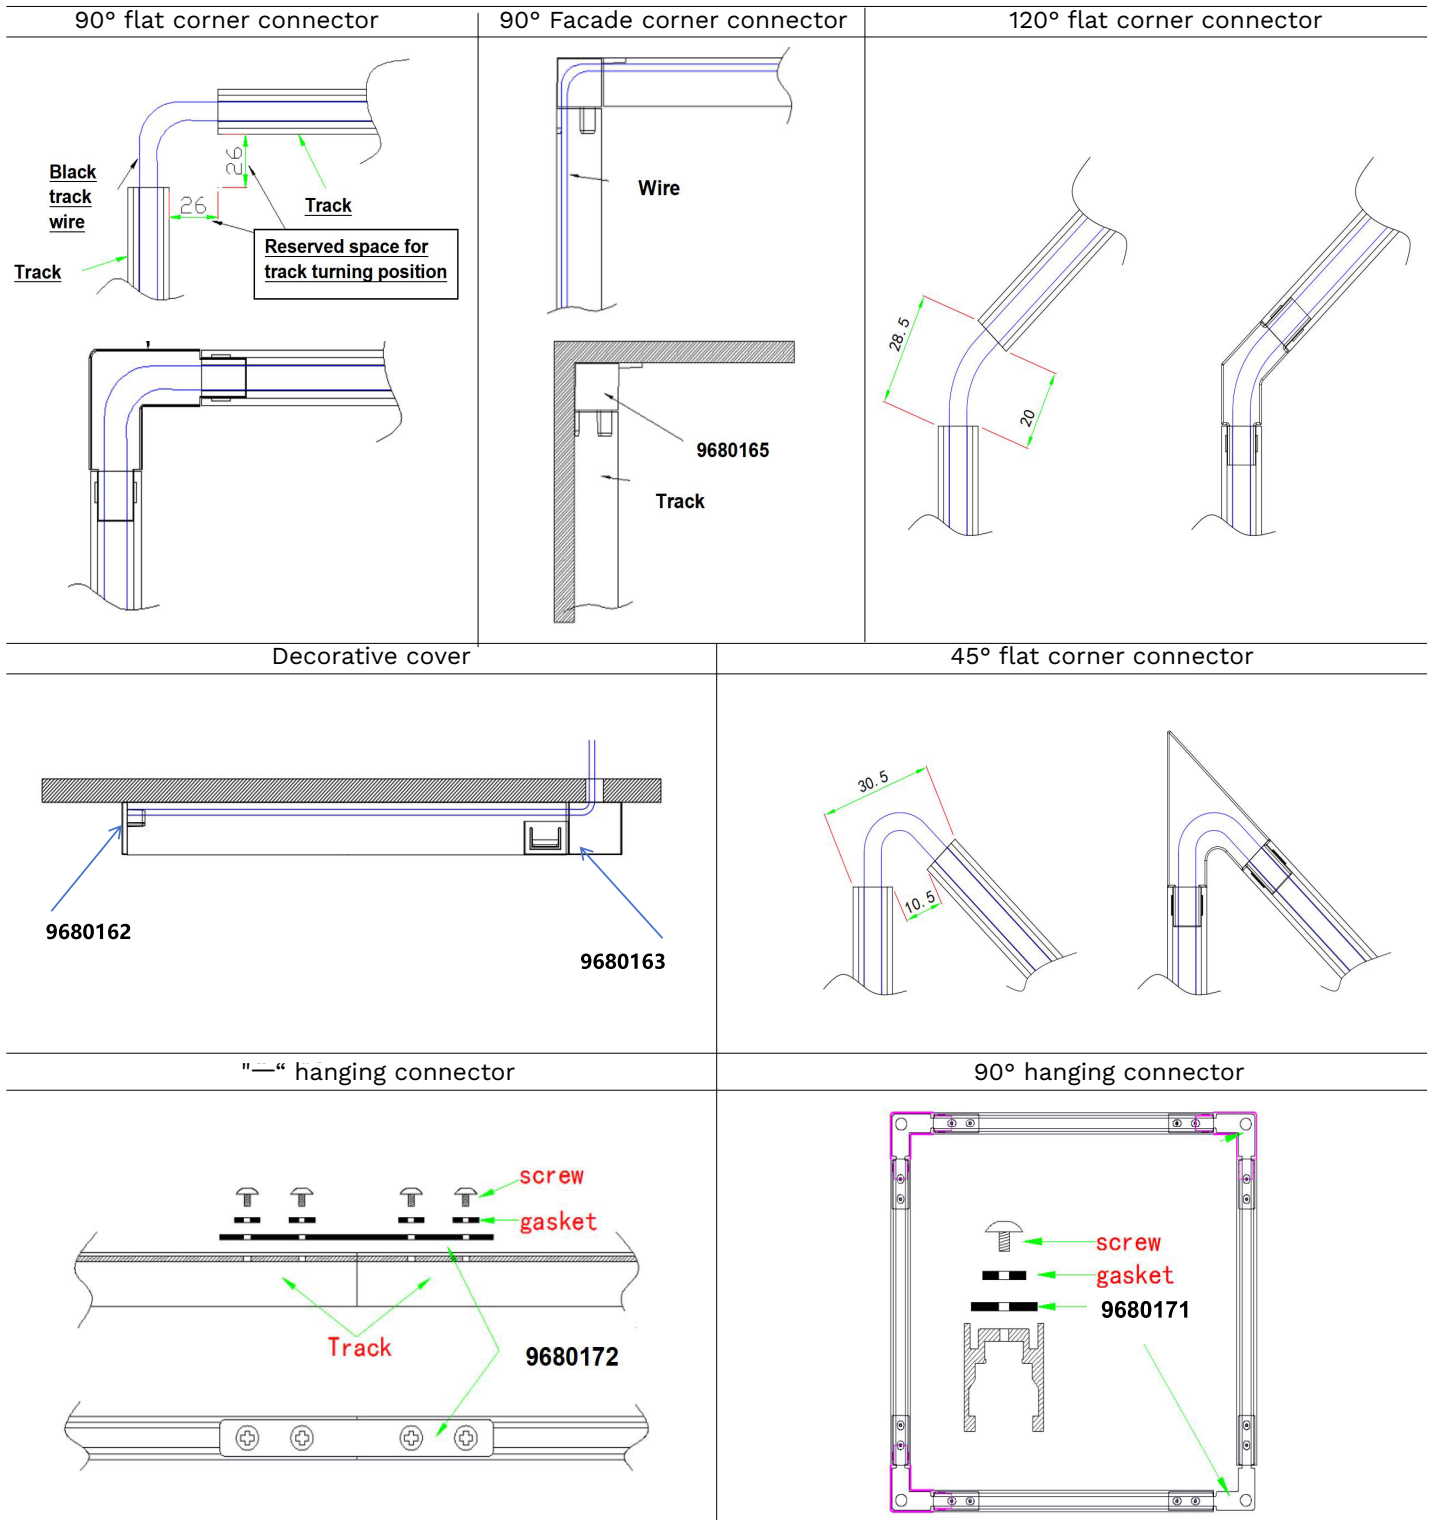 90° flat corner connector
90° Facade corner connector
120° flat corner connector
26
26
Black
track
wire
Track
Track
Reserved space for
track turning position
Wire
9680165
Track
28.5
20
Decorative cover
45° flat corner connector
9680162
9680163
30.5
10.5
"一“ hanging connector
90° hanging connector
screw
gasket
Track
9680172
screw
gasket
9680171